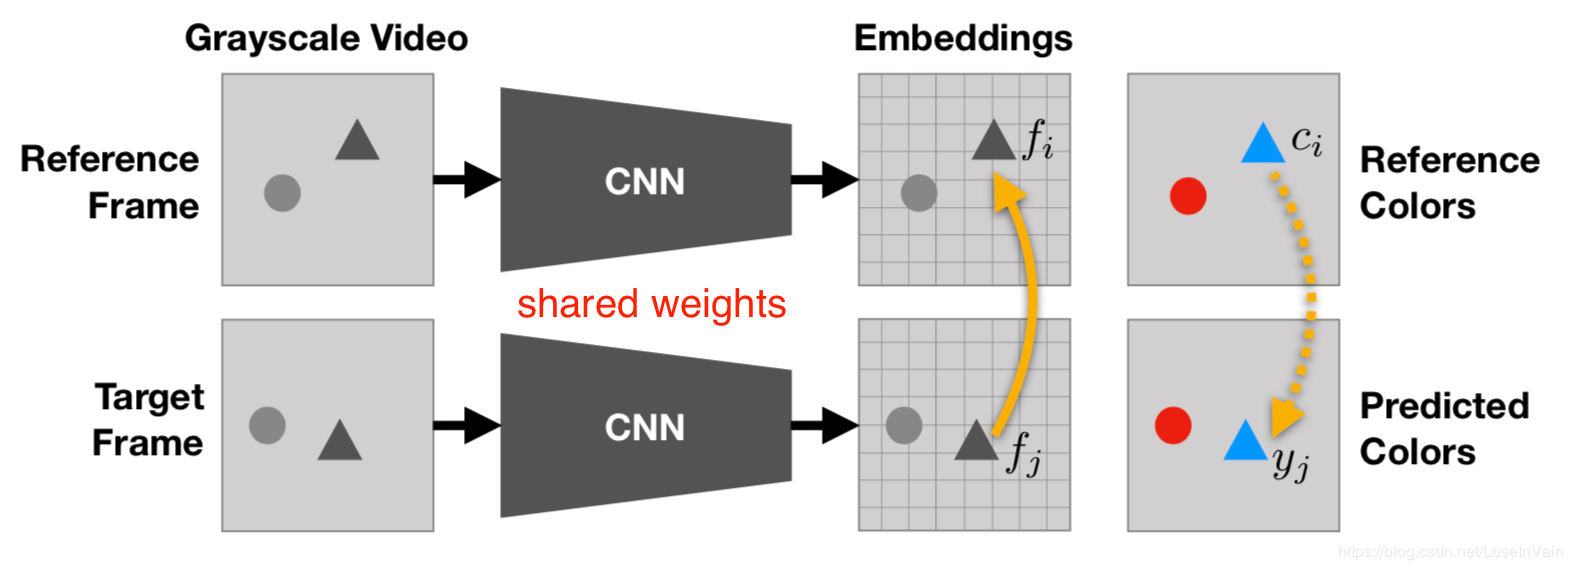 Grayscale Video
Embeddings
Reference
Frame
CNN
f_i
c_i
Reference
Colors
shared weights
Target
Frame
CNN
f_j
y_j
Predicted
Colors
https://blog.csdn.net/LoseInVain